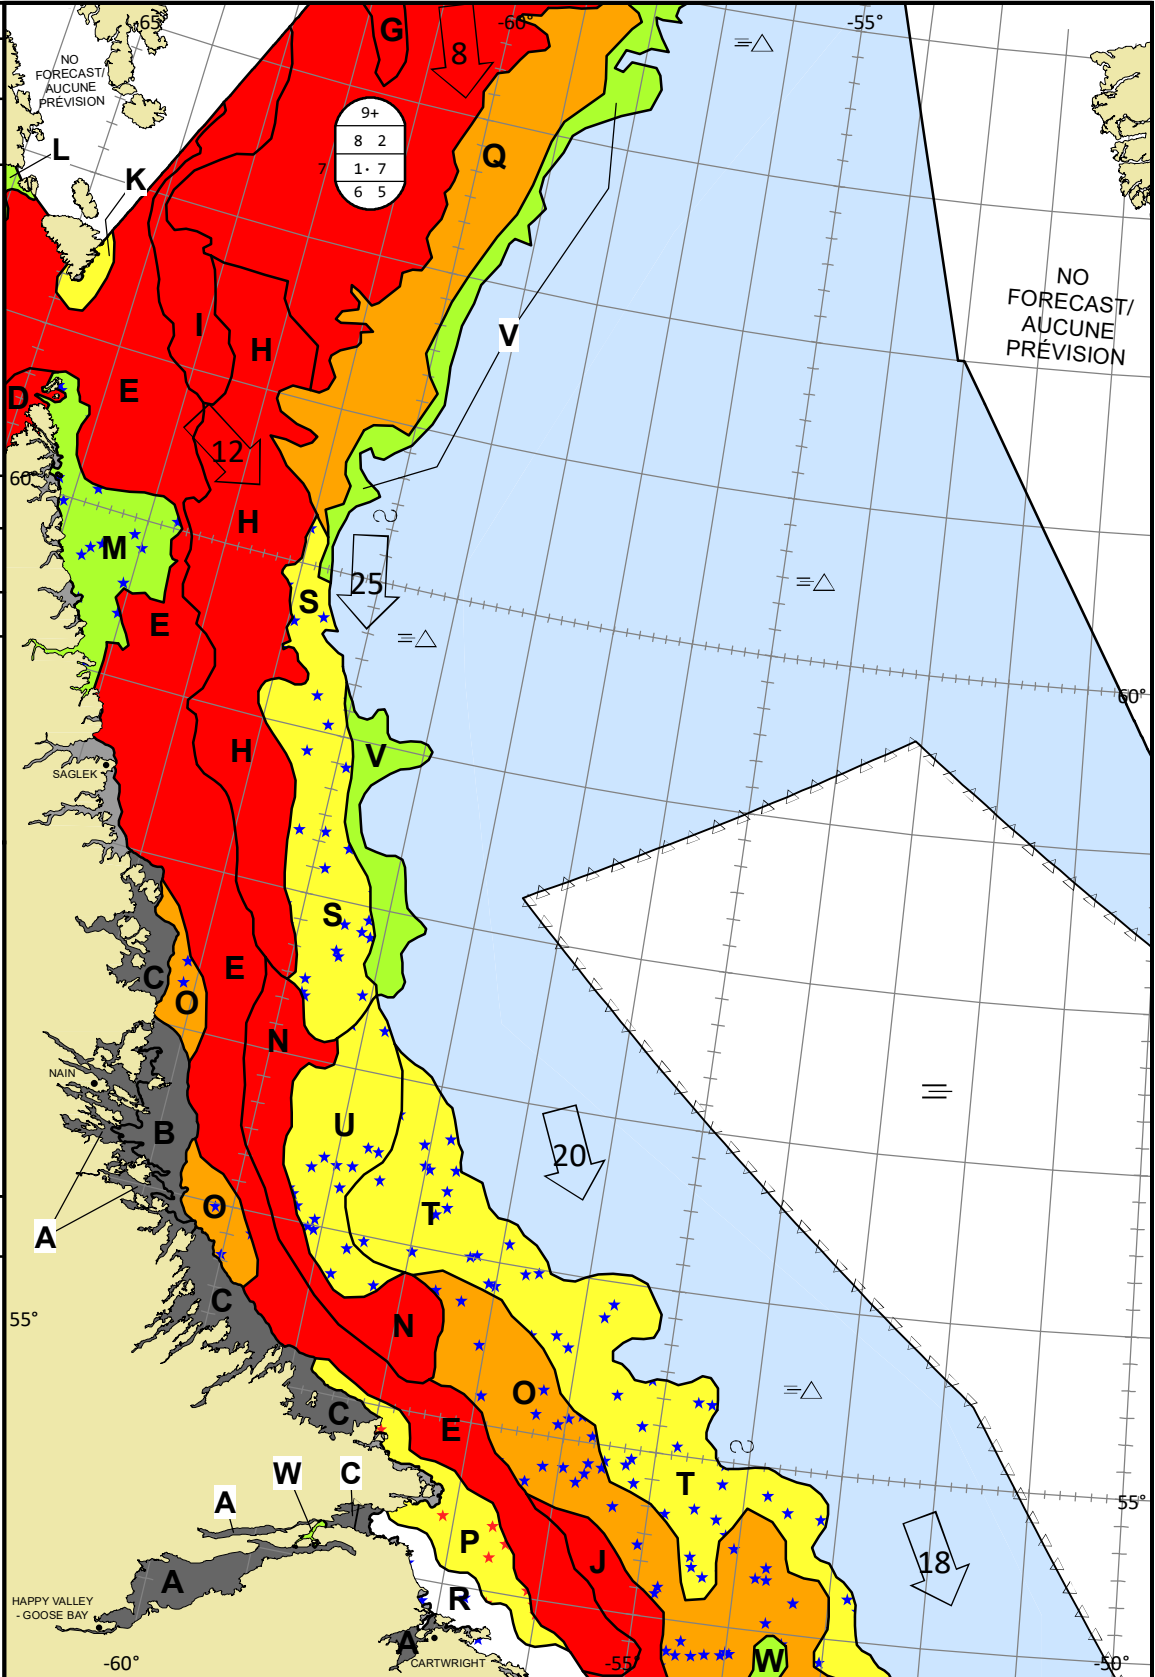 -65°
-60°
-55°
NO
FORECAST/
AUCUNE
PRÉVISION
G
8
9+
8 2
7 1· 7
6 5
L
K
Q
NO
FORECAST/
AUCUNE
PRÉVISION
V
I
H
E
D
12
60°
H
M
25
S
E
60°
H
V
SAGLEK
S
E
C
O
N
NAIN
U
B
20
O
T
A
C
55°
N
O
C
E
W
C
T
A
55°
P
J
18
A
R
HAPPY VALLEY
- GOOSE BAY
A
CARTWRIGHT
W
-60°
-55°
-50°